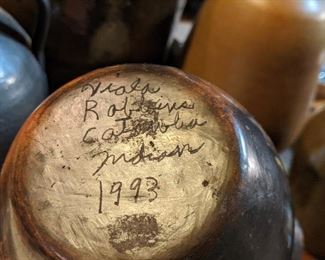 Viola
Robbins
Catawba
Indian
1993